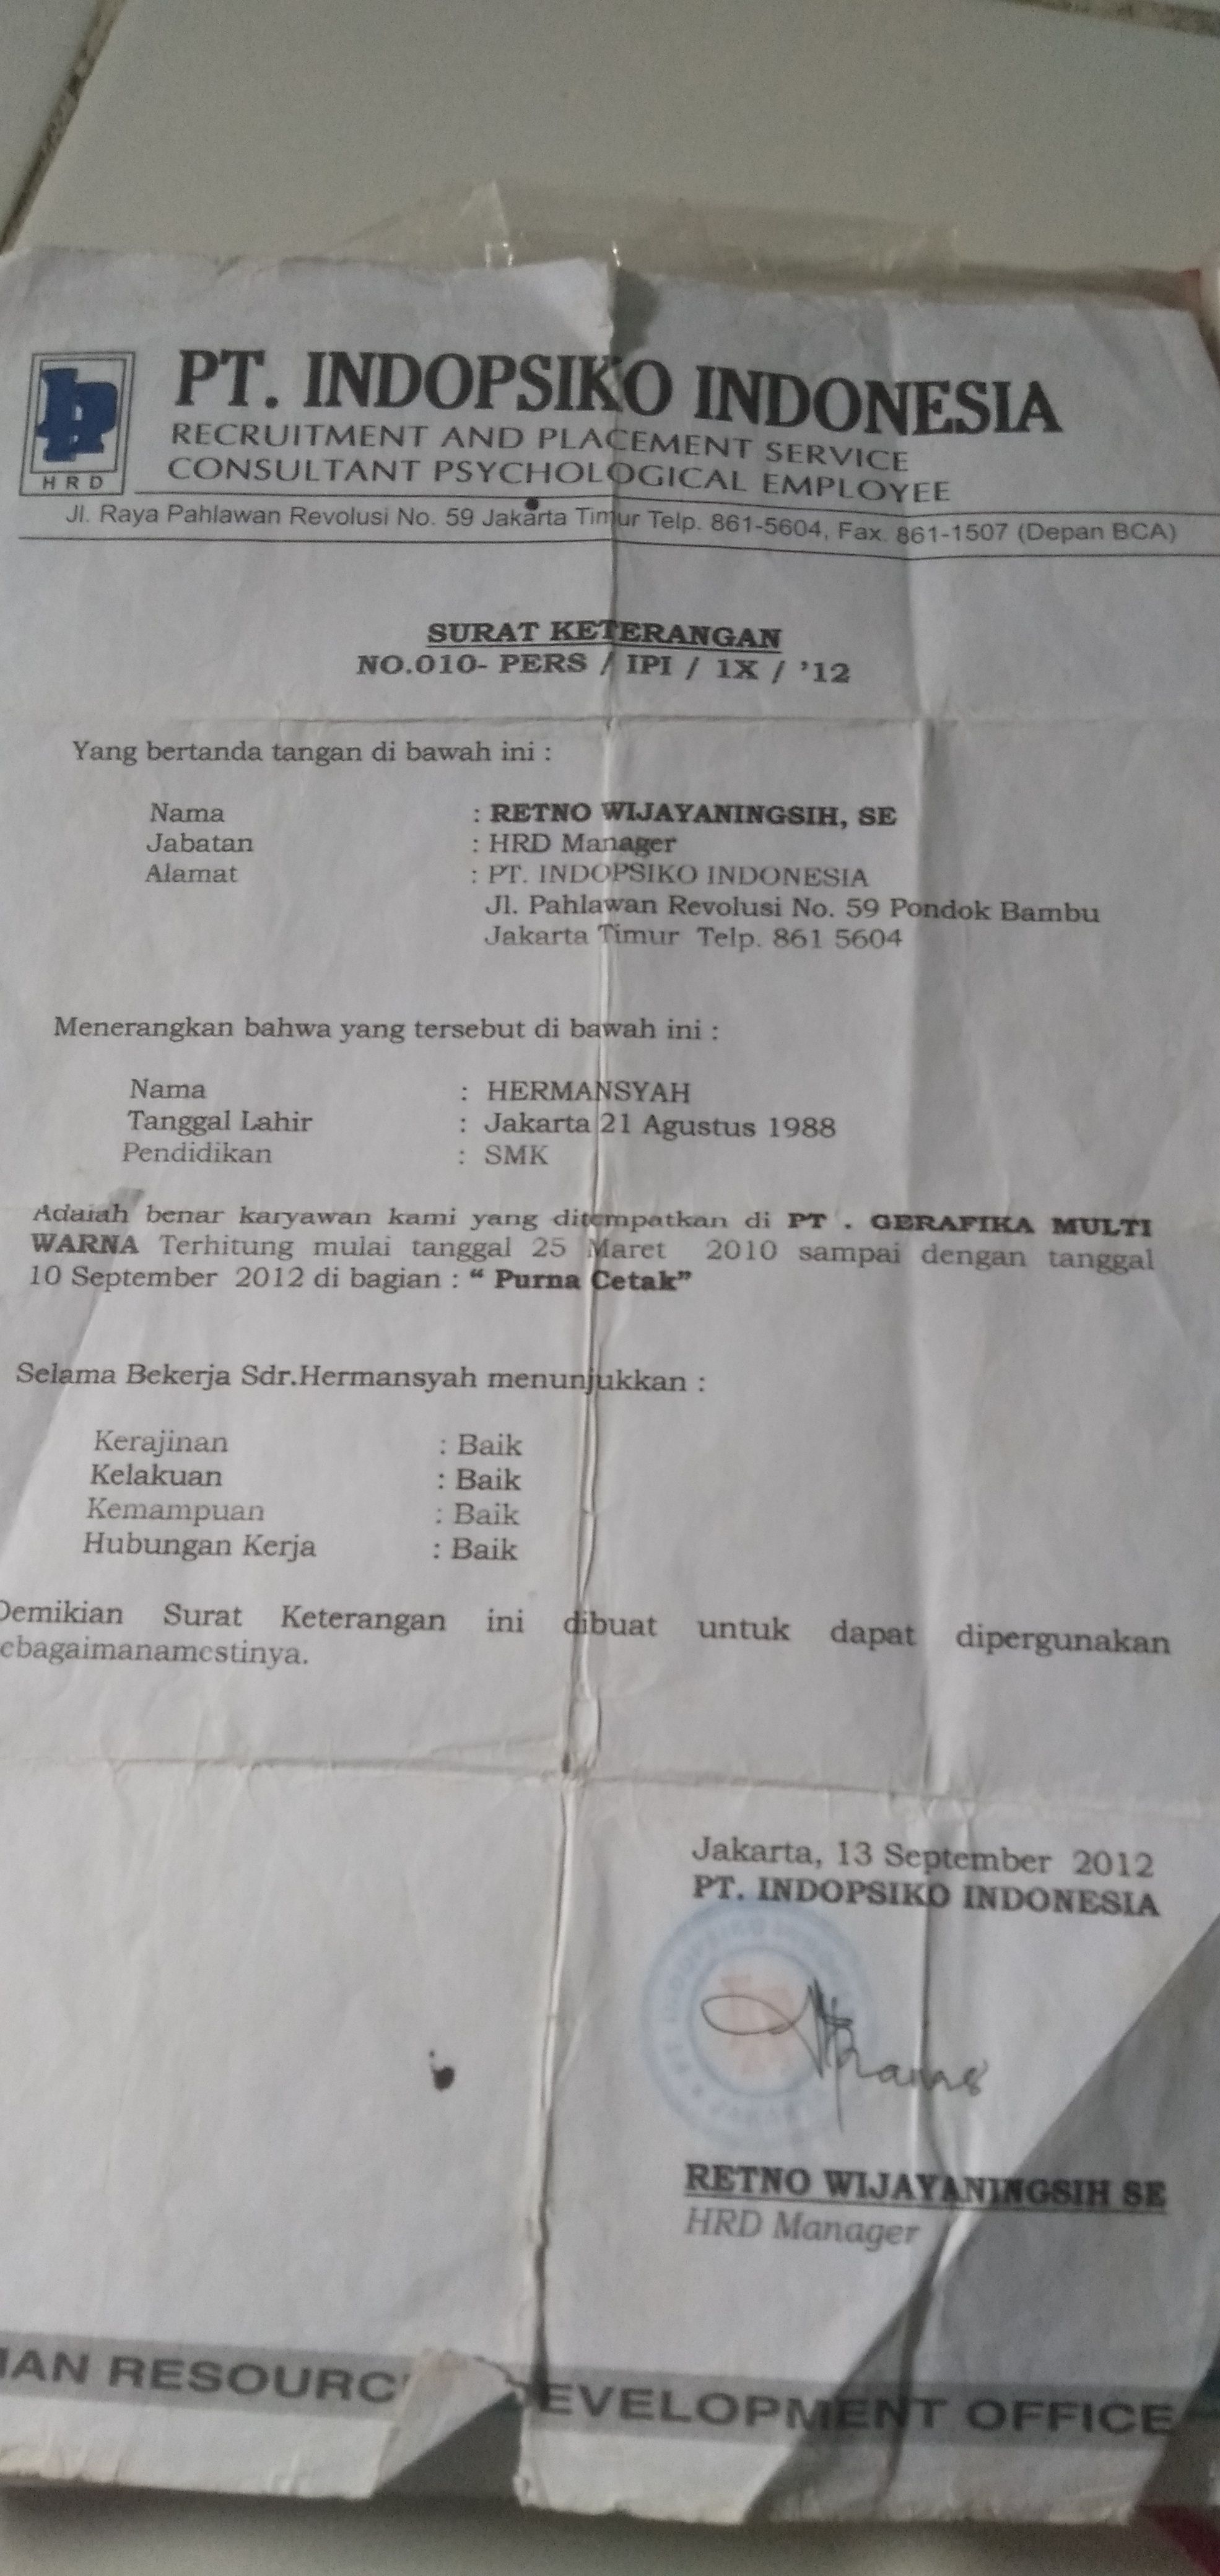 PT. INDOPSIKO INDONESIA
RECRUITMENT AND PLACEMENT SERVICE
CONSULTANT PSYCHOLOGICAL EMPLOYEE
HRD
Jl. Raya Pahlawan Revolusi No. 59 Jakarta Timur Telp. 861-5604, Fax. 861-1507 (Depan BCA)
SURAT KETERANGAN
NO.010- PERS / IPI / 1X / '12
Yang bertanda tangan di bawah ini :
Nama : RETNO WIJAYANINGSIH, SE
Jabatan : HRD Manager
Alamat : PT. INDOPSIKO INDONESIA
Jl. Pahlawan Revolusi No. 59 Pondok Bambu
Jakarta Timur Telp. 861 5604
Menerangkan bahwa yang tersebut di bawah ini :
Nama : HERMANSYAH
Tanggal Lahir : Jakarta 21 Agustus 1988
Pendidikan : SMK
Adalah benar karyawan kami yang ditempatkan di PT . GERAFIKA MULTI
WARNA Terhitung mulai tanggal 25 Maret 2010 sampai dengan tanggal
10 September 2012 di bagian : “ Purna Cetak”
Selama Bekerja Sdr.Hermansyah menunjukkan :
Kerajinan : Baik
Kelakuan : Baik
Kemampuan : Baik
Hubungan Kerja : Baik
Demikian Surat Keterangan ini dibuat untuk dapat dipergunakan
ebagaimanamestinya.
Jakarta, 13 September 2012
PT. INDOPSIKO INDONESIA
RETNO WIJAYANINGSIH SE
HRD Manager
MAN RESOURC DEVELOPMENT OFFICE